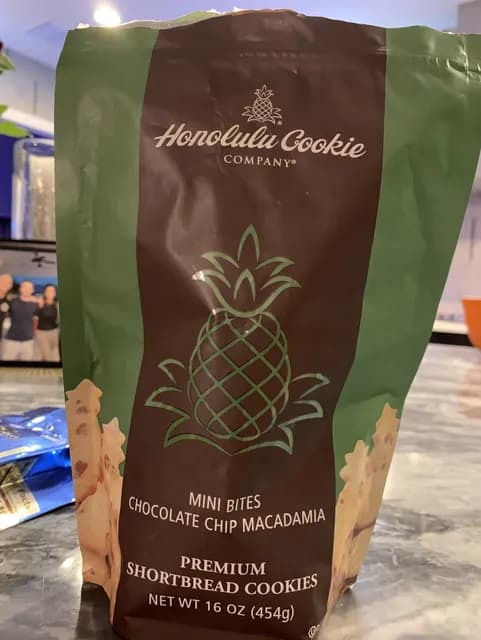 Honolulu Cookie
COMPANY®
MINI BITES
CHOCOLATE CHIP MACADAMIA
PREMIUM
SHORTBREAD COOKIES
NET WT 16 OZ (454g)